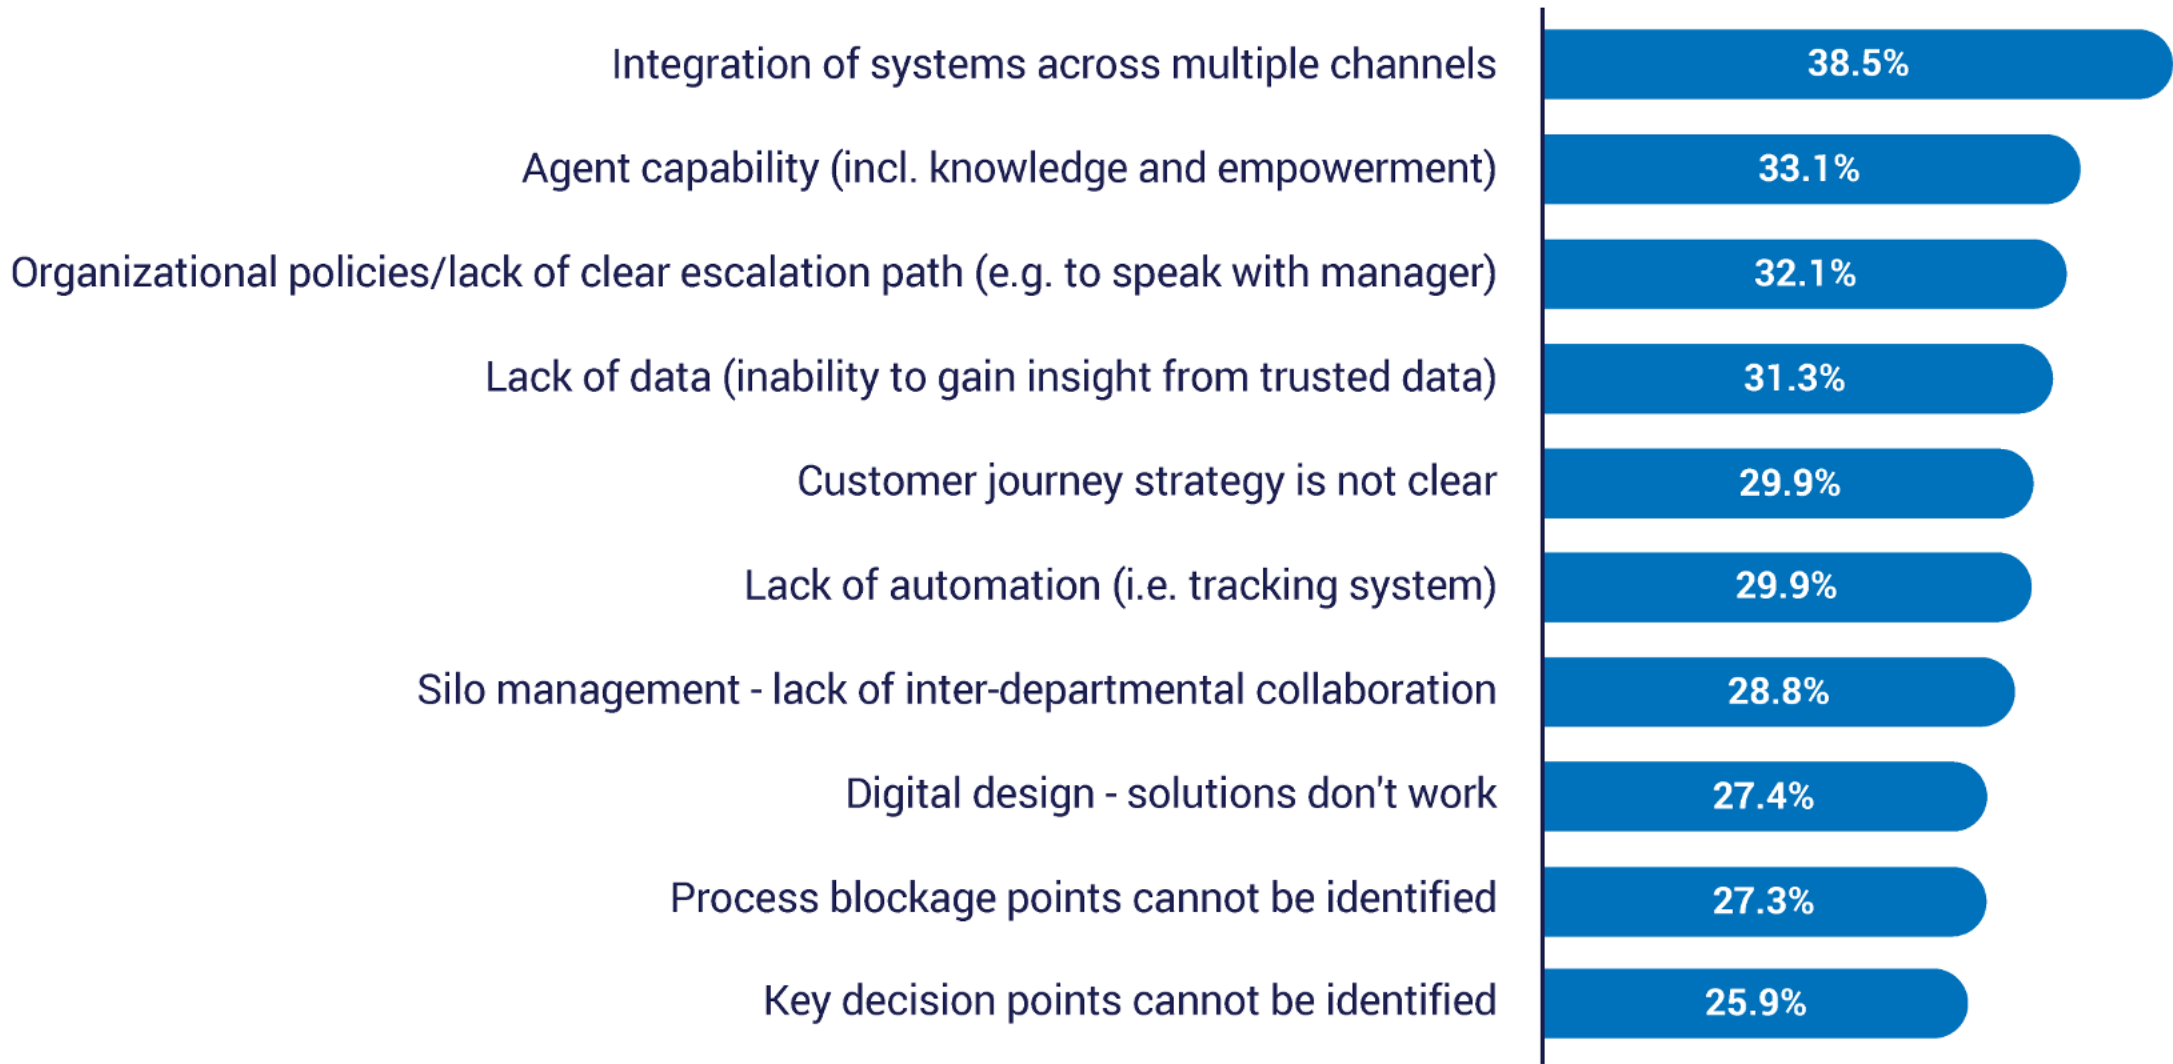 Integration of systems across multiple channels 38.5%
Agent capability (incl. knowledge and empowerment) 33.1%
Organizational policies/lack of clear escalation path (e.g. to speak with manager) 32.1%
Lack of data (inability to gain insight from trusted data) 31.3%
Customer journey strategy is not clear 29.9%
Lack of automation (i.e. tracking system) 29.9%
Silo management - lack of inter-departmental collaboration 28.8%
Digital design - solutions don't work 27.4%
Process blockage points cannot be identified 27.3%
Key decision points cannot be identified 25.9%